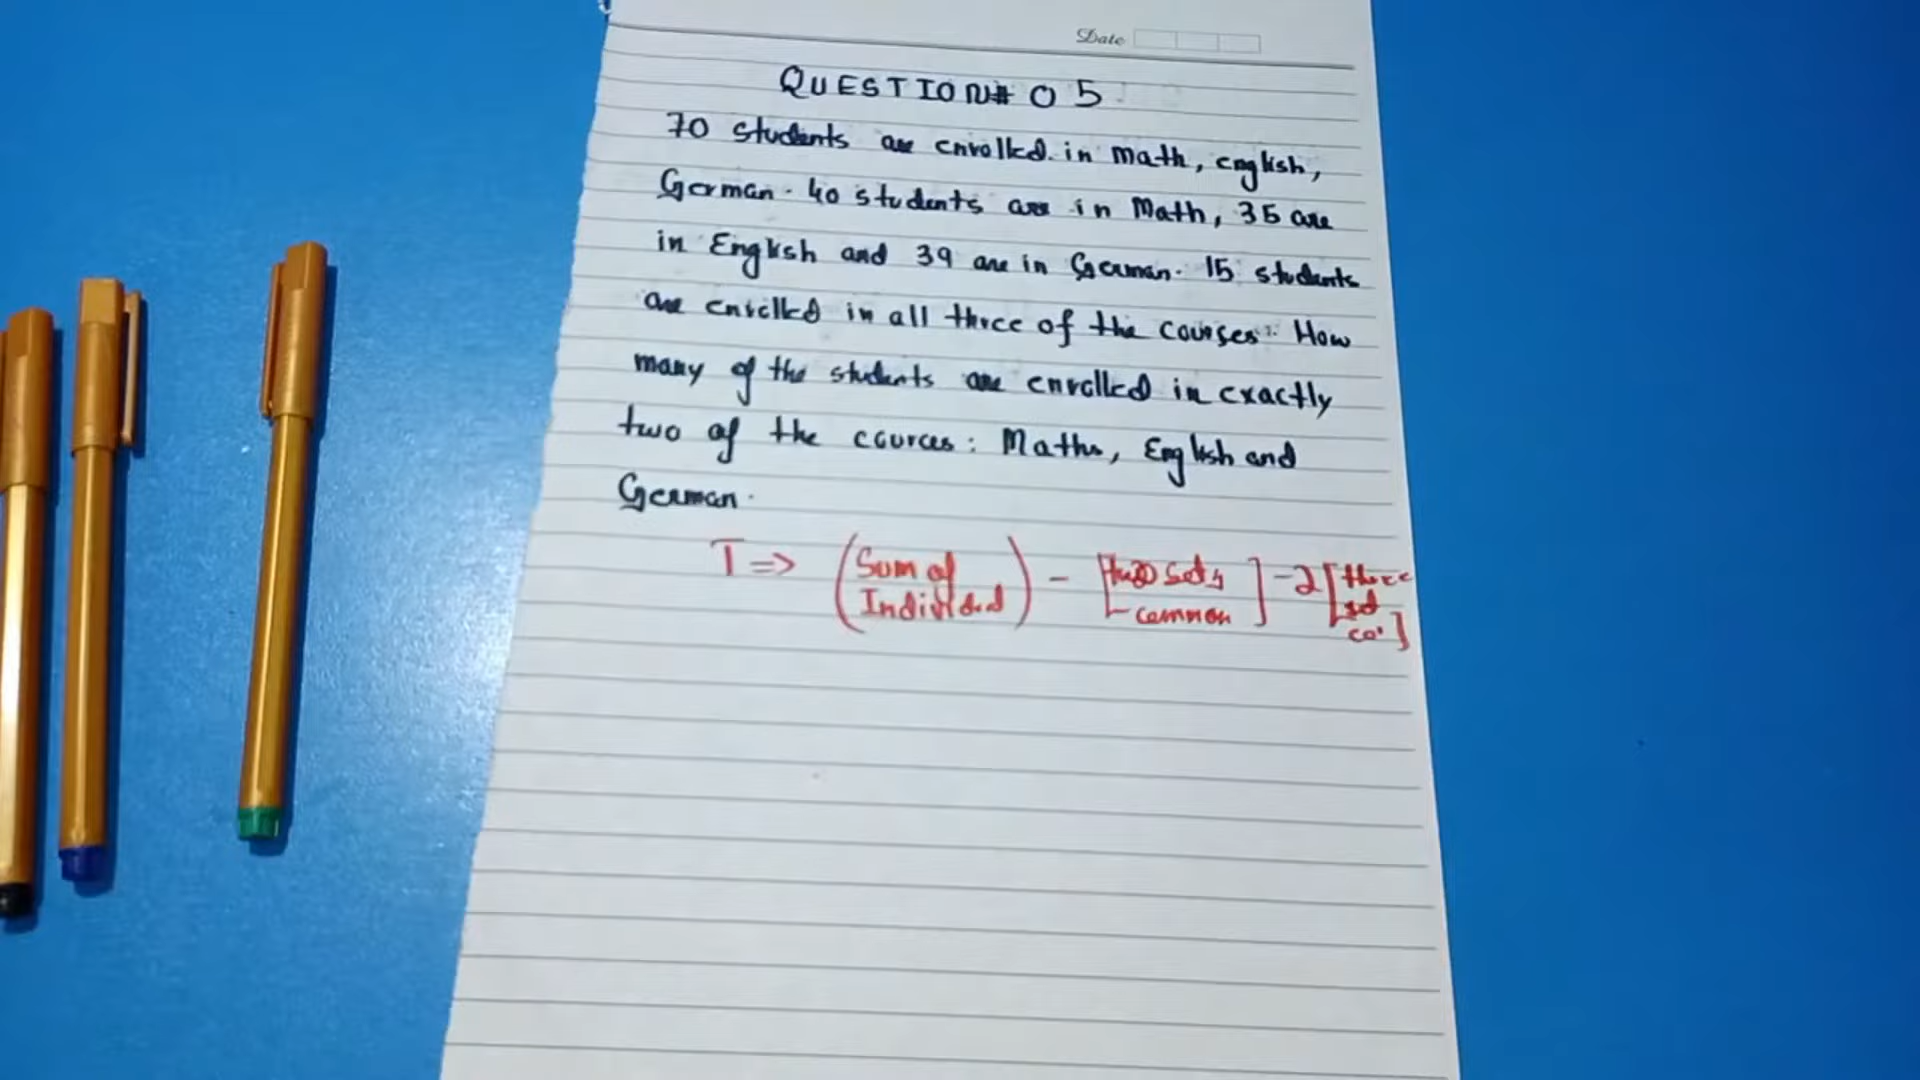 Date
QUESTION# 05
70 students are enrolled in math, english,
German. 40 students are in Math, 35 are
in English and 39 are in German. 15 students
are enrolled in all three of the courses. How
many of the students are enrolled in exactly
two of the cources: Maths, English and
German.
T => (Sum of Individual) - [two sets common] -2 [three set co.]